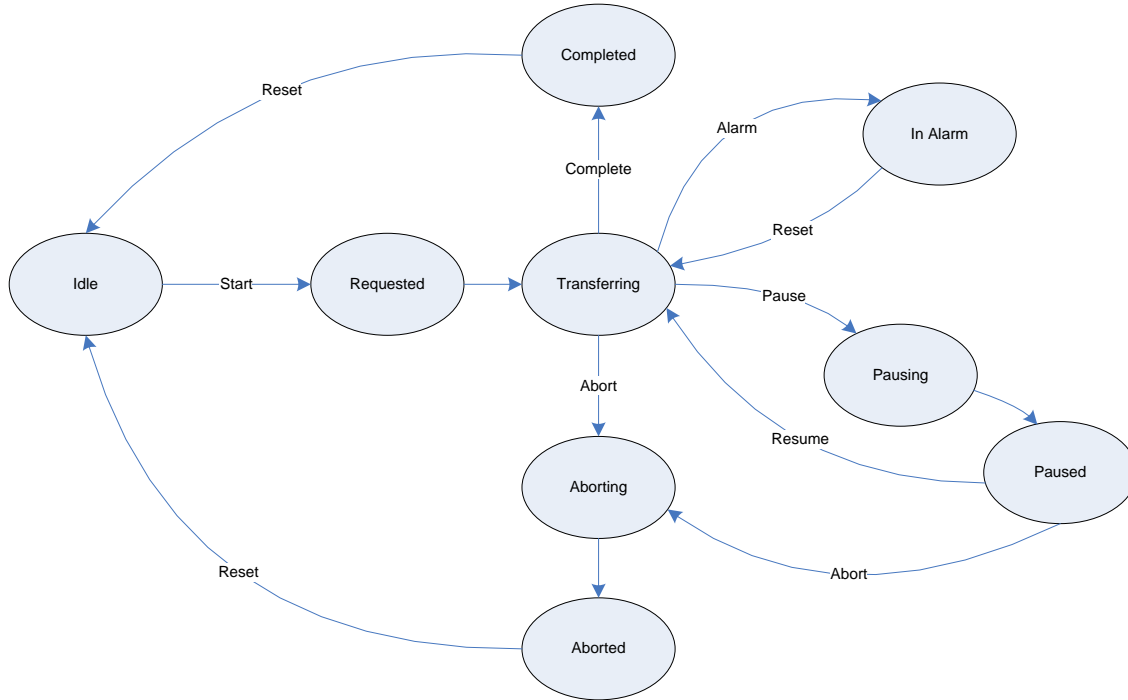 Completed
Reset
Alarm
In Alarm
Complete
Reset
Idle
Start
Requested
Transferring
Pause
Pausing
Abort
Resume
Paused
Aborting
Reset
Abort
Aborted